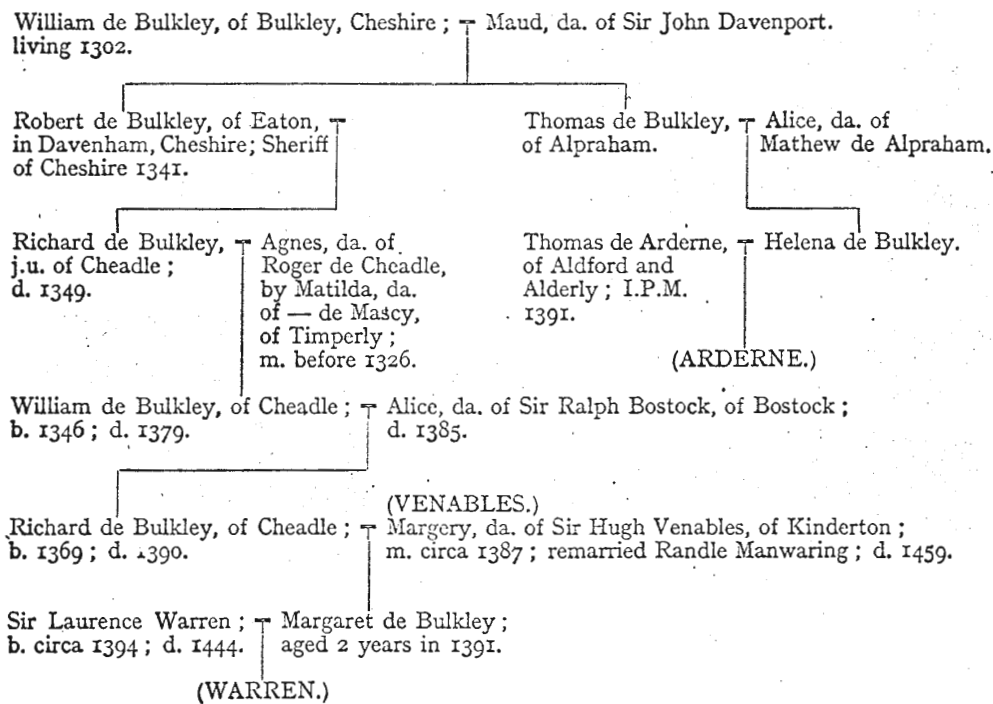 William de Bulkley, of Bulkley, Cheshire ; Maud, da. of Sir John Davenport.
living 1302.
Robert de Bulkley, of Eaton,
in Davenham, Cheshire; Sheriff
of Cheshire 1341.
Thomas de Bulkley,
of Alpraham.
Alice, da. of
Mathew de Alpraham.
Richard de Bulkley,
j.u. of Cheadle ;
d. 1349.
Agnes, da. of
Roger de Cheadle,
by Matilda, da.
of — de Mascy,
of Timperly ;
m. before 1326.
Thomas de Arderne,
of Aldford and
Alderly ; I.P.M.
1391.
Helena de Bulkley.
(ARDERNE.)
William de Bulkley, of Cheadle ;
b. 1346 ; d. 1379.
Alice, da. of Sir Ralph Bostock, of Bostock ;
d. 1385.
Richard de Bulkley, of Cheadle ;
b. 1369 ; d. 1390.
(VENABLES.)
Margery, da. of Sir Hugh Venables, of Kinderton ;
m. circa 1387 ; remarried Randle Manwaring ; d. 1459.
Sir Laurence Warren ;
b. circa 1394 ; d. 1444.
Margaret de Bulkley ;
aged 2 years in 1391.
(WARREN.)